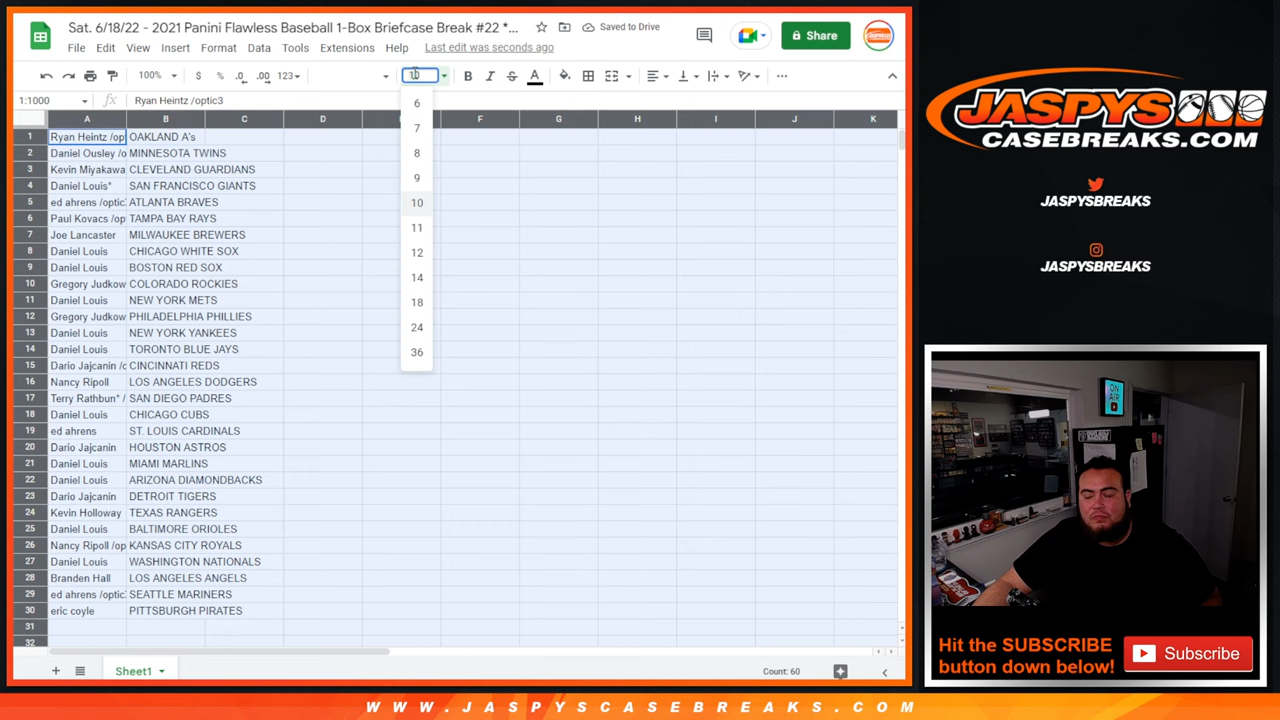 Sat. 6/18/22 - 2021 Panini Flawless Baseball 1-Box Briefcase Break #22 *...
Saved to Drive
Share
File Edit View Insert Format Data Tools Extensions Help Last edit was seconds ago
100% $ % .0 .00 123 10
1:1000 fx Ryan Heintz /optic3
A B C D E F G H I J K
1 Ryan Heintz /op OAKLAND A's
2 Daniel Ousley /o MINNESOTA TWINS
3 Kevin Miyakawa CLEVELAND GUARDIANS
4 Daniel Louis* SAN FRANCISCO GIANTS
5 ed ahrens /optic: ATLANTA BRAVES
6 Paul Kovacs /op TAMPA BAY RAYS
7 Joe Lancaster MILWAUKEE BREWERS
8 Daniel Louis CHICAGO WHITE SOX
9 Daniel Louis BOSTON RED SOX
10 Gregory Judkow COLORADO ROCKIES
11 Daniel Louis NEW YORK METS
12 Gregory Judkow PHILADELPHIA PHILLIES
13 Daniel Louis NEW YORK YANKEES
14 Daniel Louis TORONTO BLUE JAYS
15 Dario Jajcanin /o CINCINNATI REDS
16 Nancy Ripoll LOS ANGELES DODGERS
17 Terry Rathbun* / SAN DIEGO PADRES
18 Daniel Louis CHICAGO CUBS
19 ed ahrens ST. LOUIS CARDINALS
20 Dario Jajcanin HOUSTON ASTROS
21 Daniel Louis MIAMI MARLINS
22 Daniel Louis ARIZONA DIAMONDBACKS
23 Dario Jajcanin DETROIT TIGERS
24 Kevin Holloway TEXAS RANGERS
25 Daniel Louis BALTIMORE ORIOLES
26 Nancy Ripoll /op KANSAS CITY ROYALS
27 Daniel Louis WASHINGTON NATIONALS
28 Branden Hall LOS ANGELES ANGELS
29 ed ahrens /optic: SEATTLE MARINERS
30 eric coyle PITTSBURGH PIRATES
31
32
6
7
8
9
10
11
12
14
18
24
36
Sheet1
Count: 60
JASPYS
CASEBREAKS.COM
JASPYSBREAKS
JASPYSBREAKS
ON
AIR
Hit the SUBSCRIBE
button down below!
Subscribe
WWW.JASPYSCASEBREAKS.COM